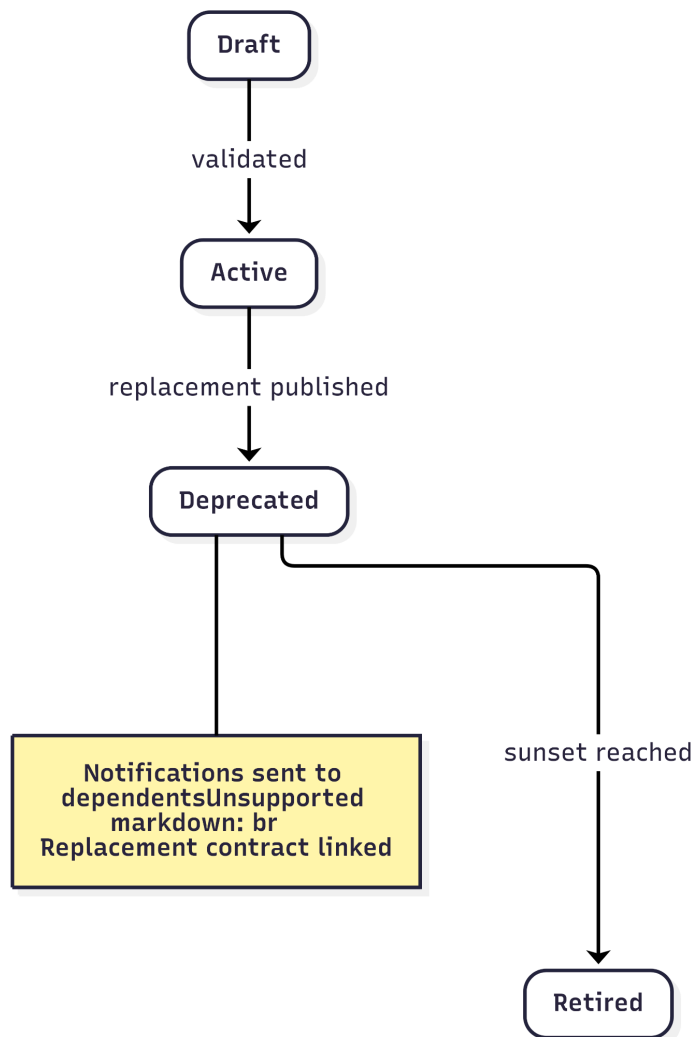 Draft
validated
Active
replacement published
Deprecated
Notifications sent to
dependentsUnsupported
markdown: br
Replacement contract linked
sunset reached
Retired